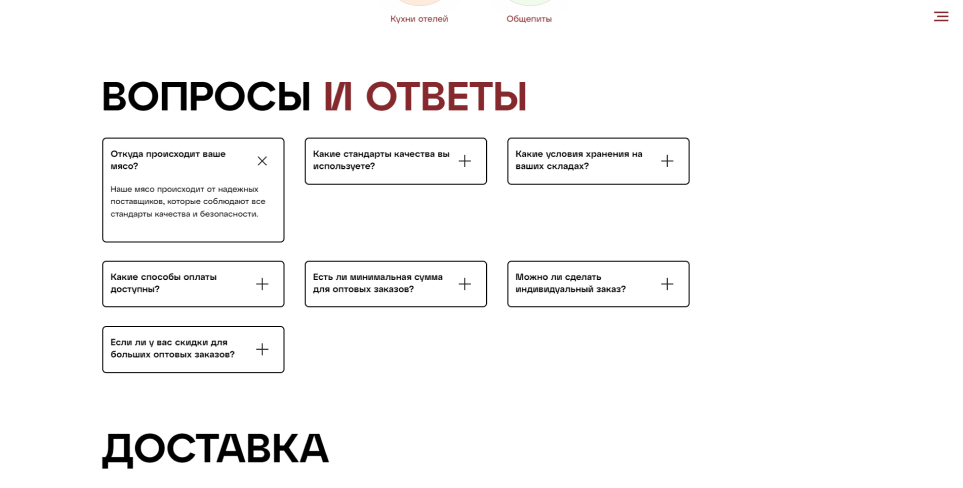 Кухни отелей
Общепиты
ВОПРОСЫ И ОТВЕТЫ
Откуда происходит ваше
мясо?
Наше мясо происходит от надежных
поставщиков, которые соблюдают все
стандарты качества и безопасности.
Какие стандарты качества вы
используете?
Какие условия хранения на
ваших складах?
Какие способы оплаты
доступны?
Есть ли минимальная сумма
для оптовых заказов?
Можно ли сделать
индивидуальный заказ?
Если ли у вас скидки для
больших оптовых заказов?
ДОСТАВКА